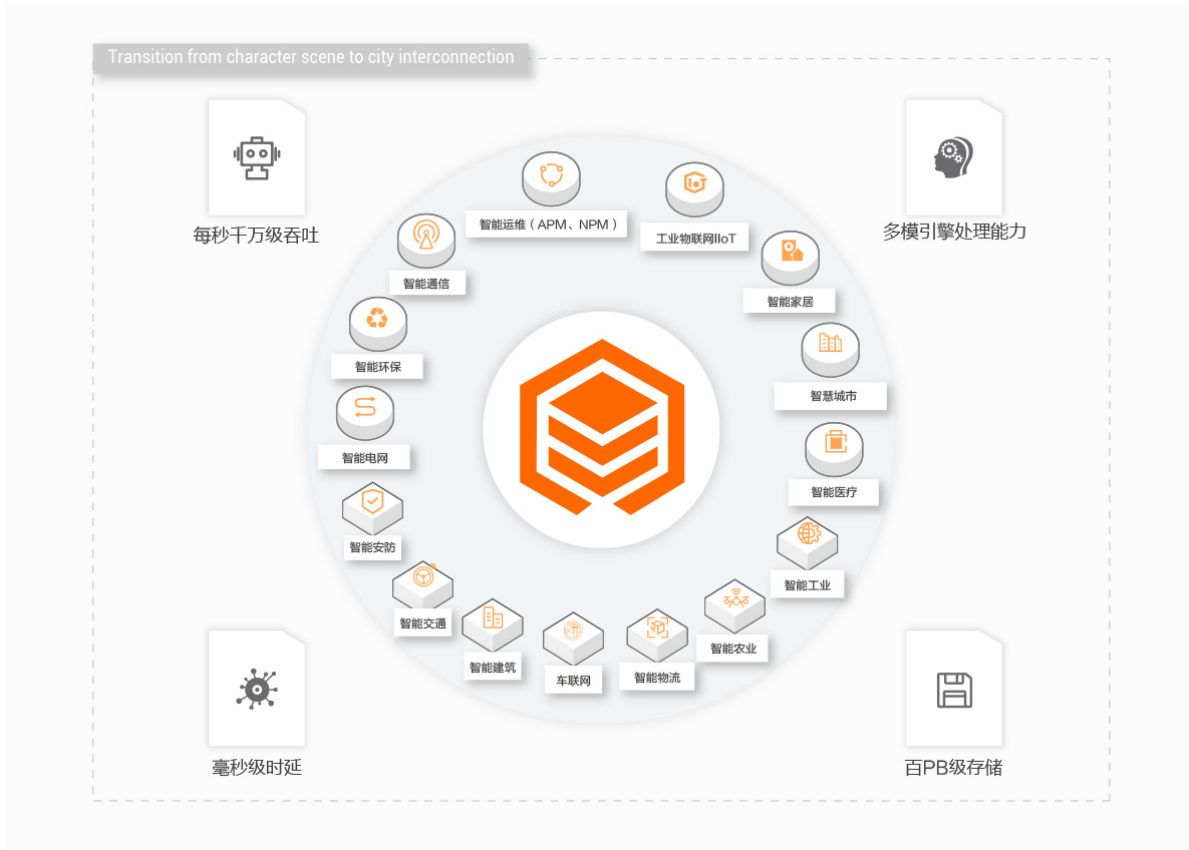 Transition from character scene to city interconnection
每秒千万级吞吐
多模引擎处理能力
智能运维（APM、NPM）
工业物联网IIoT
IoT
智能通信
智能家居
智能环保
智慧城市
智能电网
智能医疗
智能安防
智能工业
智能交通
智能农业
智能建筑
车联网
智能物流
毫秒级时延
百PB级存储